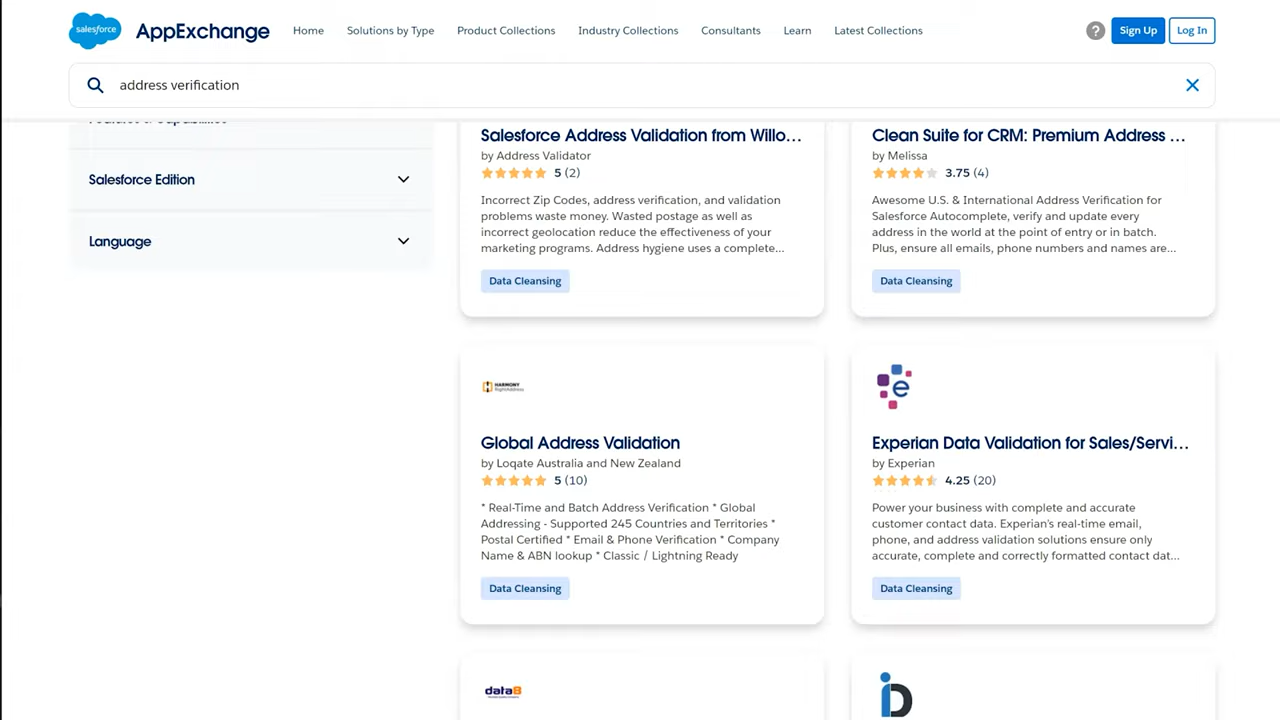 salesforce
AppExchange
Home
Solutions by Type
Product Collections
Industry Collections
Consultants
Learn
Latest Collections
?
Sign Up
Log In
address verification
Salesforce Edition
Language
Salesforce Address Validation from Willo...
by Address Validator
5 (2)
Incorrect Zip Codes, address verification, and validation
problems waste money. Wasted postage as well as
incorrect geolocation reduce the effectiveness of your
marketing programs. Address hygiene uses a complete...
Data Cleansing
Clean Suite for CRM: Premium Address ...
by Melissa
3.75 (4)
Awesome U.S. & International Address Verification for
Salesforce Autocomplete, verify and update every
address in the world at the point of entry or in batch.
Plus, ensure all emails, phone numbers and names are...
Data Cleansing
HARMONY
RightAddress
Global Address Validation
by Loqate Australia and New Zealand
5 (10)
* Real-Time and Batch Address Verification * Global
Addressing - Supported 245 Countries and Territories *
Postal Certified * Email & Phone Verification * Company
Name & ABN lookup * Classic / Lightning Ready
Data Cleansing
e
Experian Data Validation for Sales/Servi...
by Experian
4.25 (20)
Power your business with complete and accurate
customer contact data. Experian's real-time email,
phone, and address validation solutions ensure only
accurate, complete and correctly formatted contact dat...
Data Cleansing
data8
iD